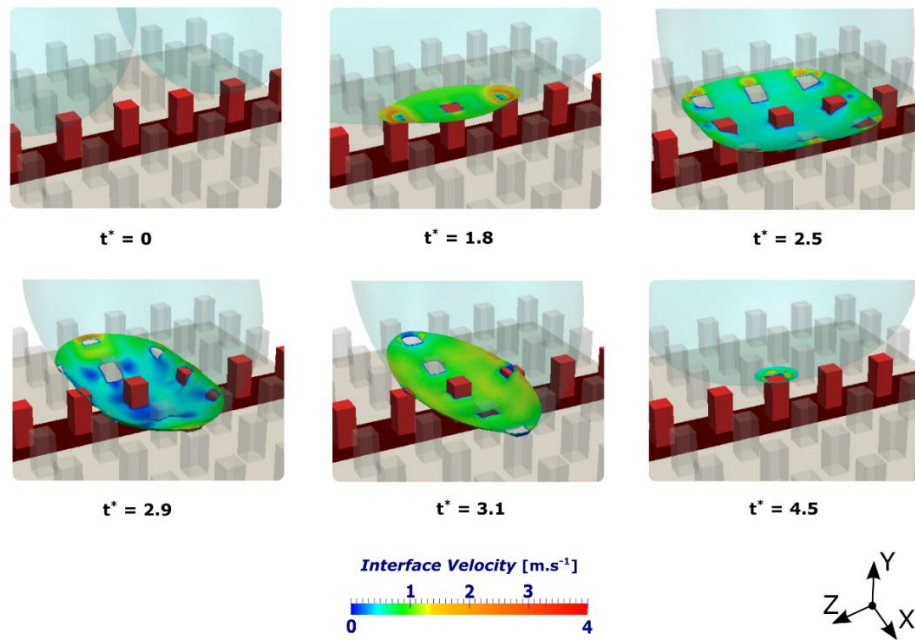 t* = 0
t* = 1.8
t* = 2.5
t* = 2.9
t* = 3.1
t* = 4.5
Interface Velocity [m.s-1]
1 2 3
0 4
Y
Z
X